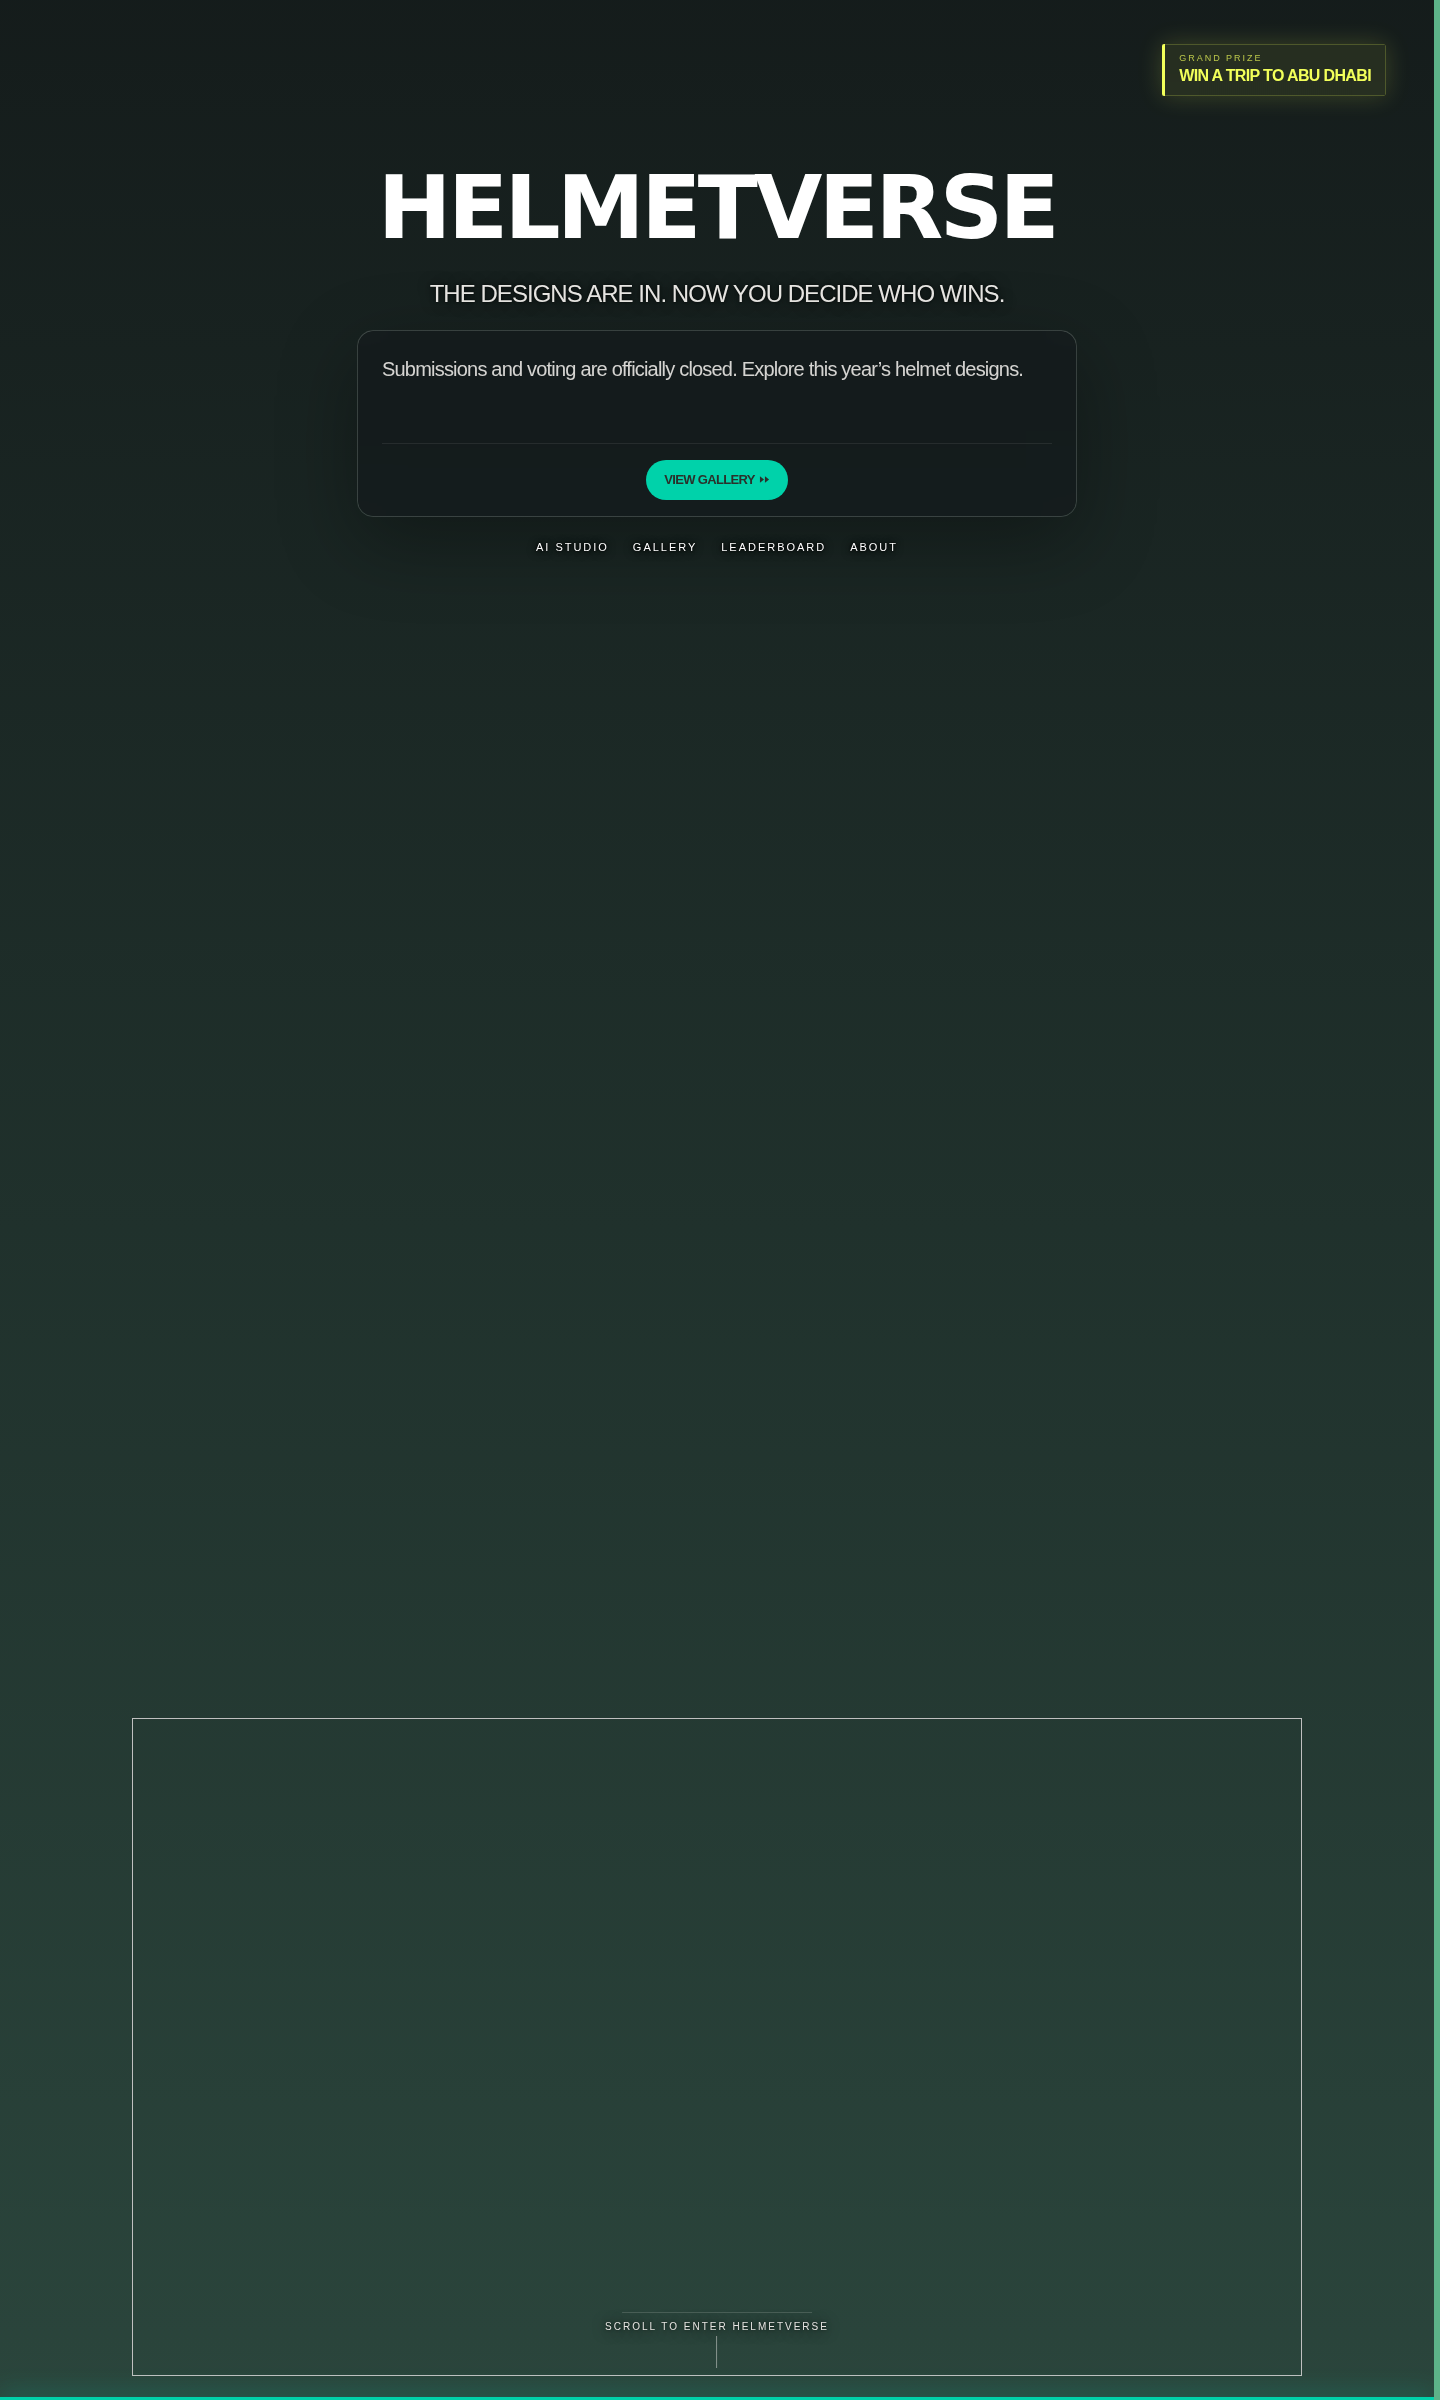 GRAND PRIZE
WIN A TRIP TO ABU DHABI
HELMETVERSE
THE DESIGNS ARE IN. NOW YOU DECIDE WHO WINS.
Submissions and voting are officially closed. Explore this year’s helmet designs.
VIEW GALLERY
AI STUDIO GALLERY LEADERBOARD ABOUT
SCROLL TO ENTER HELMETVERSE